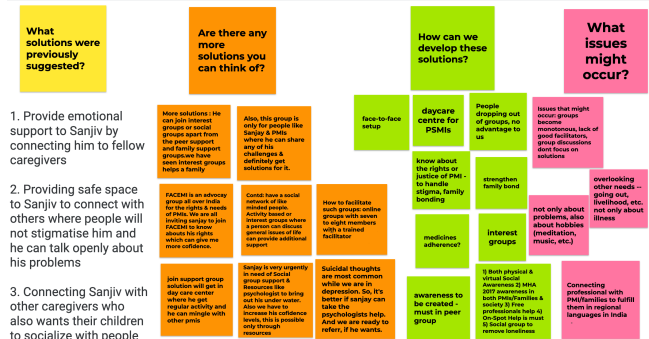 What
solutions were
previously
suggested?
Are there any
more
solutions you
can think of?
How can we
develop these
solutions?
What
issues
might
occur?
1. Provide emotional
support to Sanjiv by
connecting him to fellow
caregivers
2. Providing safe space
to Sanjiv to connect with
others where people will
not stigmatise him and
he can talk openly about
his problems
3. Connecting Sanjiv with
other caregivers who
also wants their children
to socialize with people
More solutions : He
can join interest
groups or social
groups apart from
the peer support
and family support
groups.we have
seen interest groups
helps a family
Also, this group is
only for people like
Sanjay & PMIs
where he can share
any of his
challenges &
definitely get
solutions for it.
FACEMI is an advocay
group all over India
for the rights & needs
of PMIs. We are all
inviting sanjay to join
FACEMI to know
about his rights
which can give me
more cofidence.
Contd: have a social
network of like
minded people.
Activity based or
interest groups where
a person can discuss
general issues of life
can provide additional
support
How to facilitate
such groups: online
groups with seven
to eight members
with a trained
facilitator
join support group
solution will get in
day care center
where he get
regular activity and
he can mingle with
other pmis
Sanjay is very urgently
in need of Social
group support &
Resources like
psychologist to bring
out his under water.
Also we have to
increase his cofidence
levels, this is possible
only through
resources
Suicidal thoughts
are most common
while we are in
depression. So, it's
better if sanjay can
take the
psychologists help.
And we are ready to
referr, if he wants.
face-to-face
setup
daycare
centre for
PSMIs
People
dropping out
of groups, no
advantage to
us
know about
the rights or
justice of PMI -
to handle
stigma, family
bonding
strengthen
family bond
medicines
adherence?
interest
groups
awareness to
be created -
must in peer
group
1) Both physical &
virtual Social
Awareness 2) MHA
2017 awareness in
both PMIs/Families &
society 3) Free
professionals help 4)
On-Spot Help is must
5) Social group to
remove loneliness
Issues that might
occur: groups
become
monotonous, lack of
good facilitators,
group discussions
dont focus on
solutions
overlooking
other needs --
going out,
livelihood, etc.
not only about
illness
not only about
problems, also
about hobbies
(meditation,
music, etc.)
Connecting
professional with
PMI/families to fulfill
them in regional
languages in India